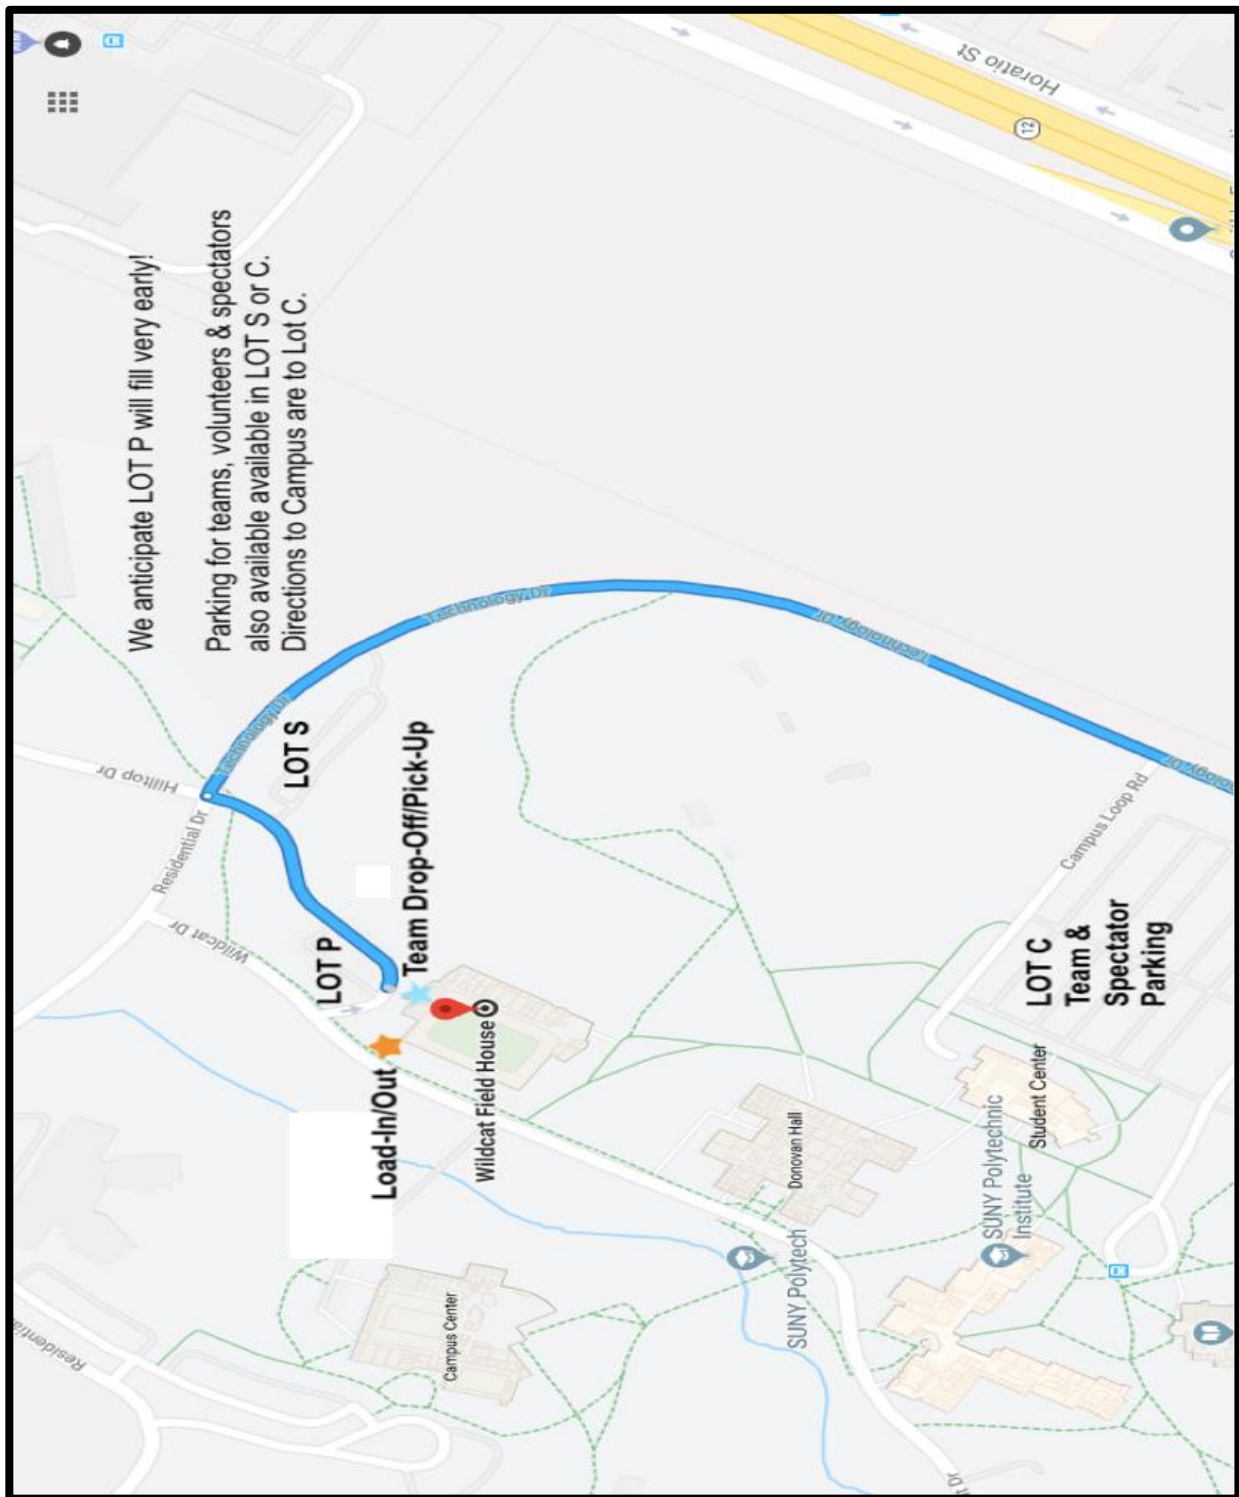 We anticipate LOT P will fill very early!
Parking for teams, volunteers & spectators
also available available in LOT S or C.
Directions to Campus are to Lot C.
Horatio St
12
Hilltop Dr
Residential Dr
Technology Dr
Wildcat Dr
LOT S
LOT P
Team Drop-Off/Pick-Up
Technology Dr
Technology Dr
Load-In/Out
Wildcat Field House
Campus Loop Rd
LOT C
Team &
Spectator
Parking
Student Center
Donovan Hall
SUNY Polytechnic
Institute
SUNY Polytech
Campus Center